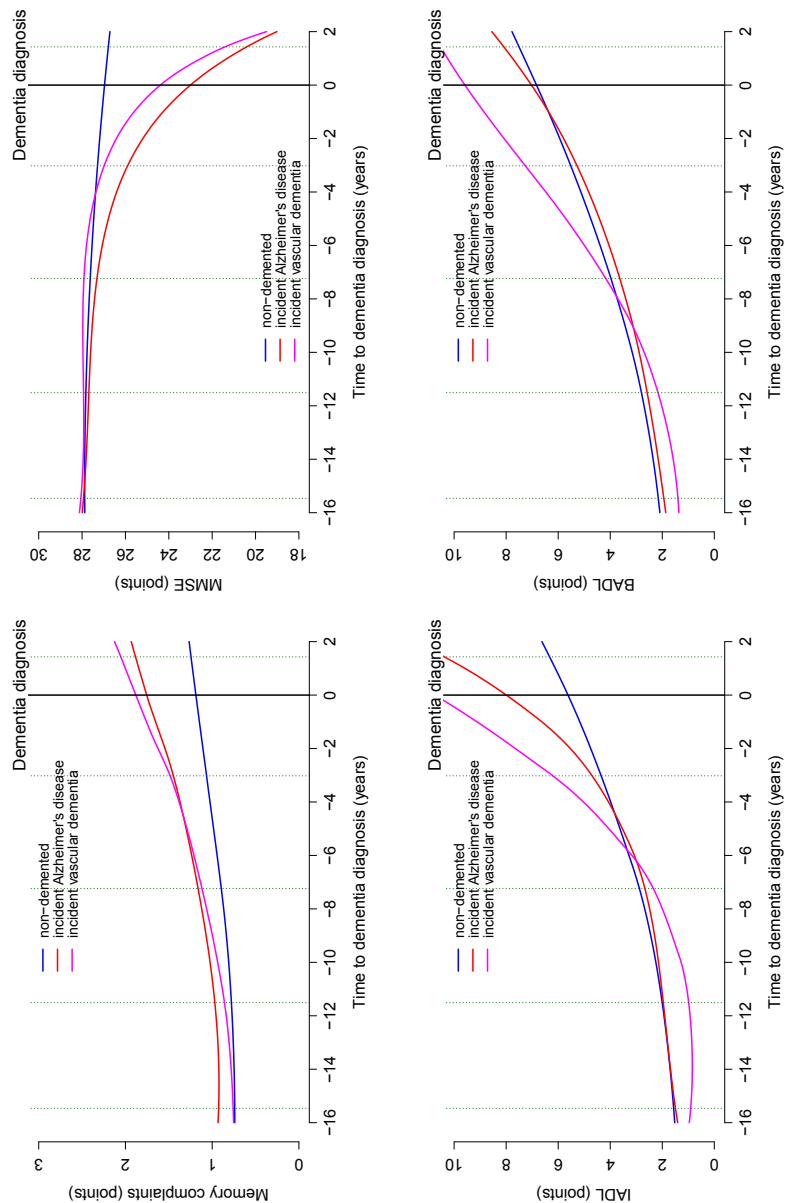 Dementia diagnosis
non−demented
incident Alzheimer's disease
incident vascular dementia
Memory complaints (points)
3
2
1
0
−16 −14 −12 −10 −8 −6 −4 −2 0 2
Time to dementia diagnosis (years)
Dementia diagnosis
MMSE (points)
30
28
26
24
22
20
18
non−demented
incident Alzheimer's disease
incident vascular dementia
−16 −14 −12 −10 −8 −6 −4 −2 0 2
Time to dementia diagnosis (years)
Dementia diagnosis
non−demented
incident Alzheimer's disease
incident vascular dementia
IADL (points)
10
8
6
4
2
0
−16 −14 −12 −10 −8 −6 −4 −2 0 2
Time to dementia diagnosis (years)
Dementia diagnosis
non−demented
incident Alzheimer's disease
incident vascular dementia
BADL (points)
10
8
6
4
2
0
−16 −14 −12 −10 −8 −6 −4 −2 0 2
Time to dementia diagnosis (years)